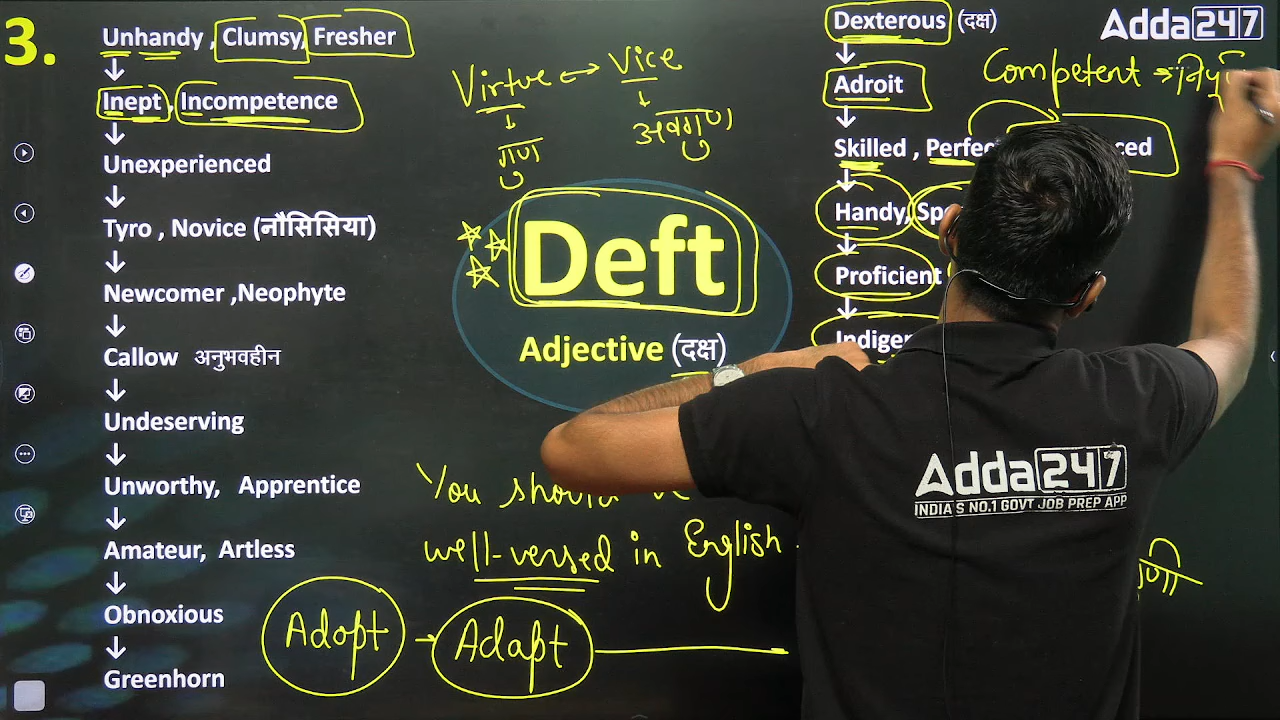 3.
Unhandy , Clumsy, Fresher
Inept , Incompetence
Unexperienced
Tyro , Novice (नौसिसिया)
Newcomer ,Neophyte
Callow अनुभवहीन
Undeserving
Unworthy, Apprentice
Amateur, Artless
Obnoxious
Greenhorn
Virtue ↔ Vice
गुण
अवगुण
Deft
Adjective (दक्ष)
You should
well-versed in English.
Adopt → Adapt
Dexterous (दक्ष)
Adroit
Competent
Skilled ,
Handy,
Proficient
Adda247
Adda247
INDIA'S NO.1 GOVT JOB PREP APP